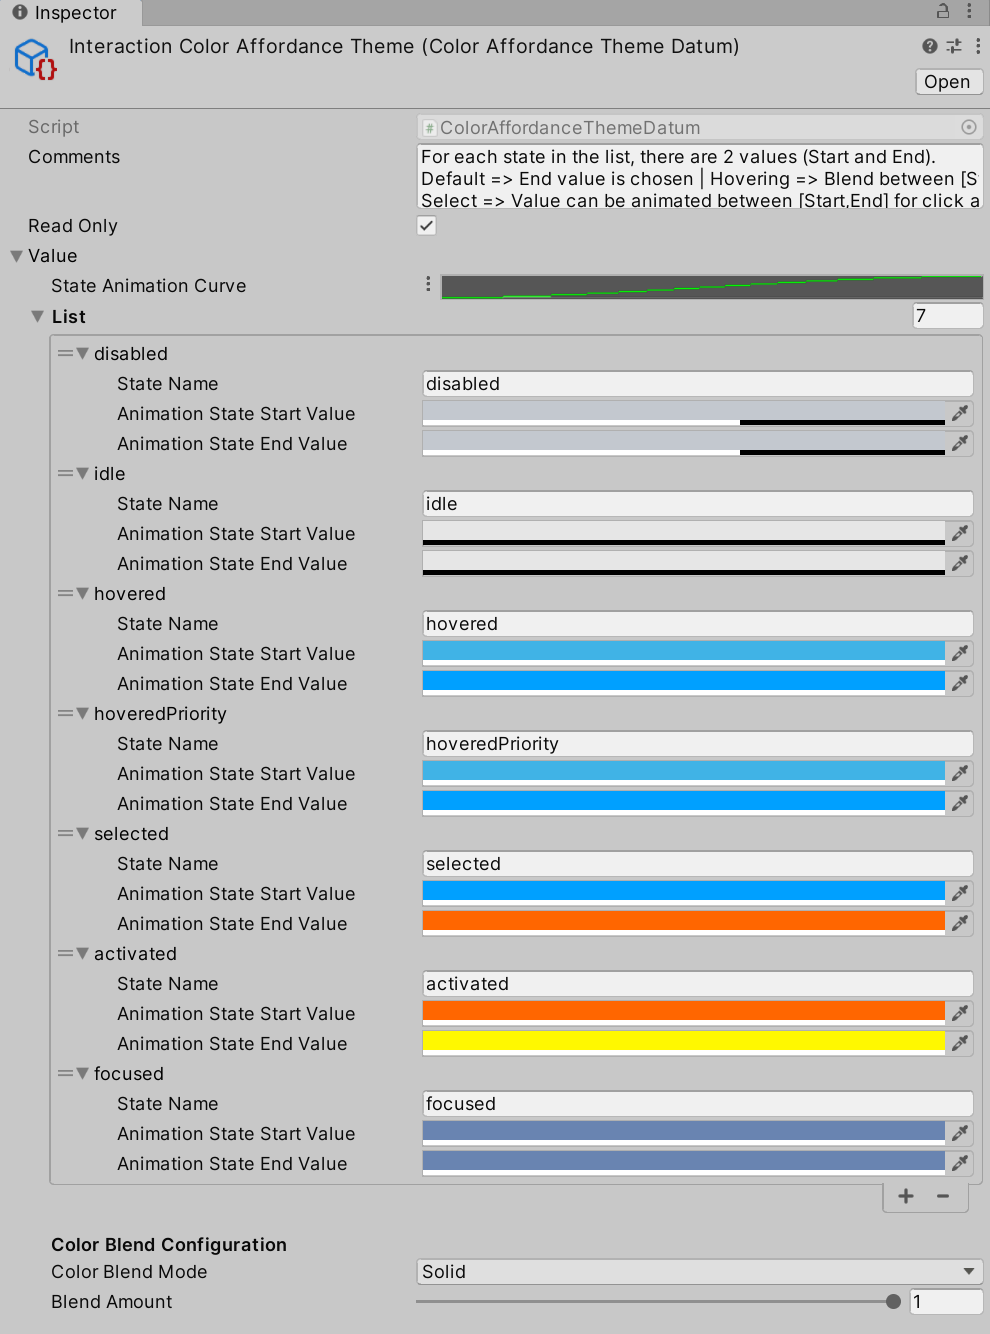 Inspector
Interaction Color Affordance Theme (Color Affordance Theme Datum)
Open
Script
ColorAffordanceThemeDatum
Comments
For each state in the list, there are 2 values (Start and End).
Default => End value is chosen | Hovering => Blend between [S
Select => Value can be animated between [Start,End] for click a
Read Only
Value
State Animation Curve
List
7
disabled
State Name
disabled
Animation State Start Value
Animation State End Value
idle
State Name
idle
Animation State Start Value
Animation State End Value
hovered
State Name
hovered
Animation State Start Value
Animation State End Value
hoveredPriority
State Name
hoveredPriority
Animation State Start Value
Animation State End Value
selected
State Name
selected
Animation State Start Value
Animation State End Value
activated
State Name
activated
Animation State Start Value
Animation State End Value
focused
State Name
focused
Animation State Start Value
Animation State End Value
Color Blend Configuration
Color Blend Mode
Solid
Blend Amount
1